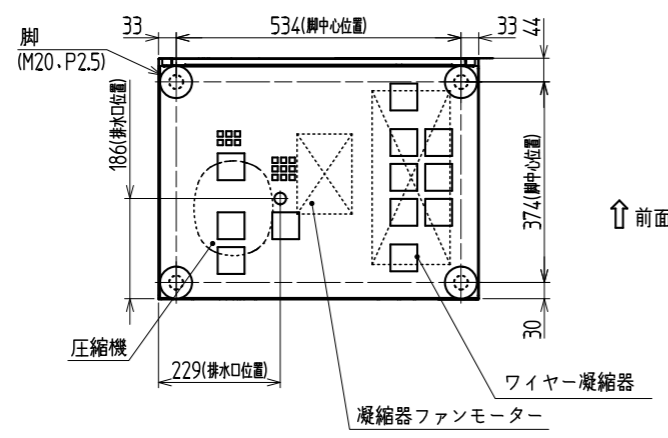 33
534(脚中心位置)
33
44
脚
(M20、P2.5)
186(排水口位置)
374(脚中心位置)
前面
30
圧縮機
229(排水口位置)
ワイヤー凝縮器
凝縮器ファンモーター